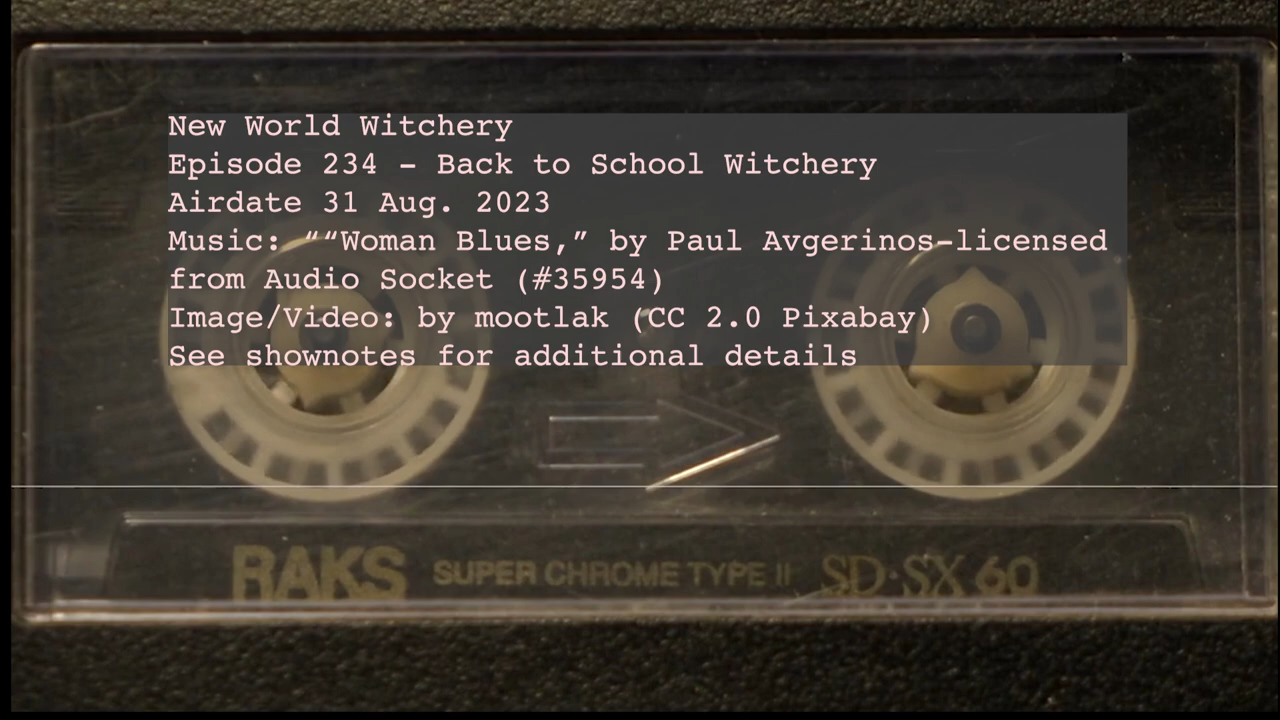 New World Witchery
Episode 234 – Back to School Witchery
Airdate 31 Aug. 2023
Music: ““Woman Blues,” by Paul Avgerinos–licensed
from Audio Socket (#35954)
Image/Video: by mootlak (CC 2.0 Pixabay)
See shownotes for additional details
RAKS SUPER CHROME TYPE II SD·SX 60